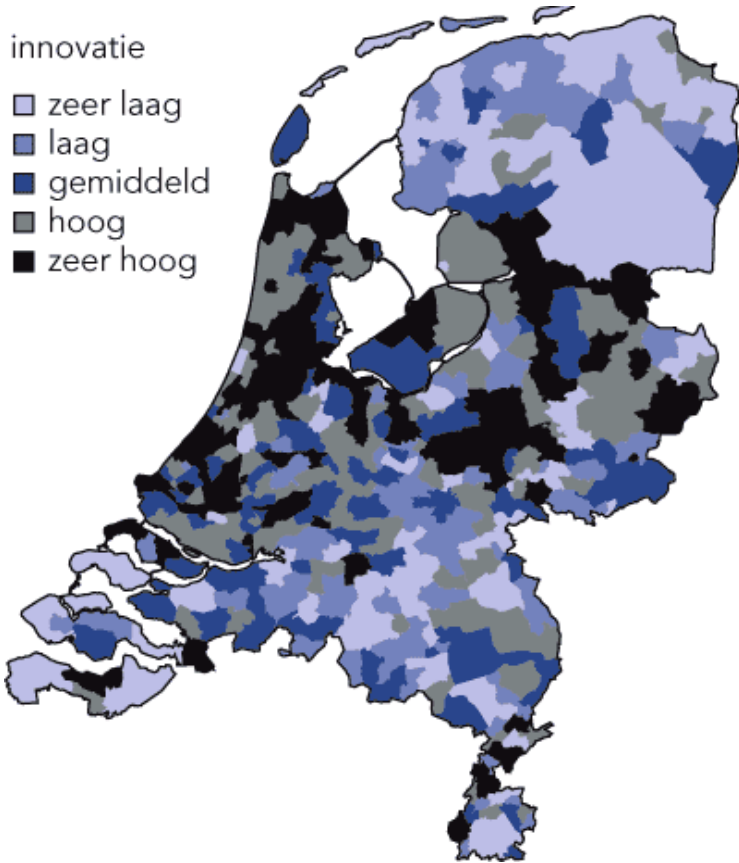 innovatie
zeer laag
laag
gemiddeld
hoog
zeer hoog